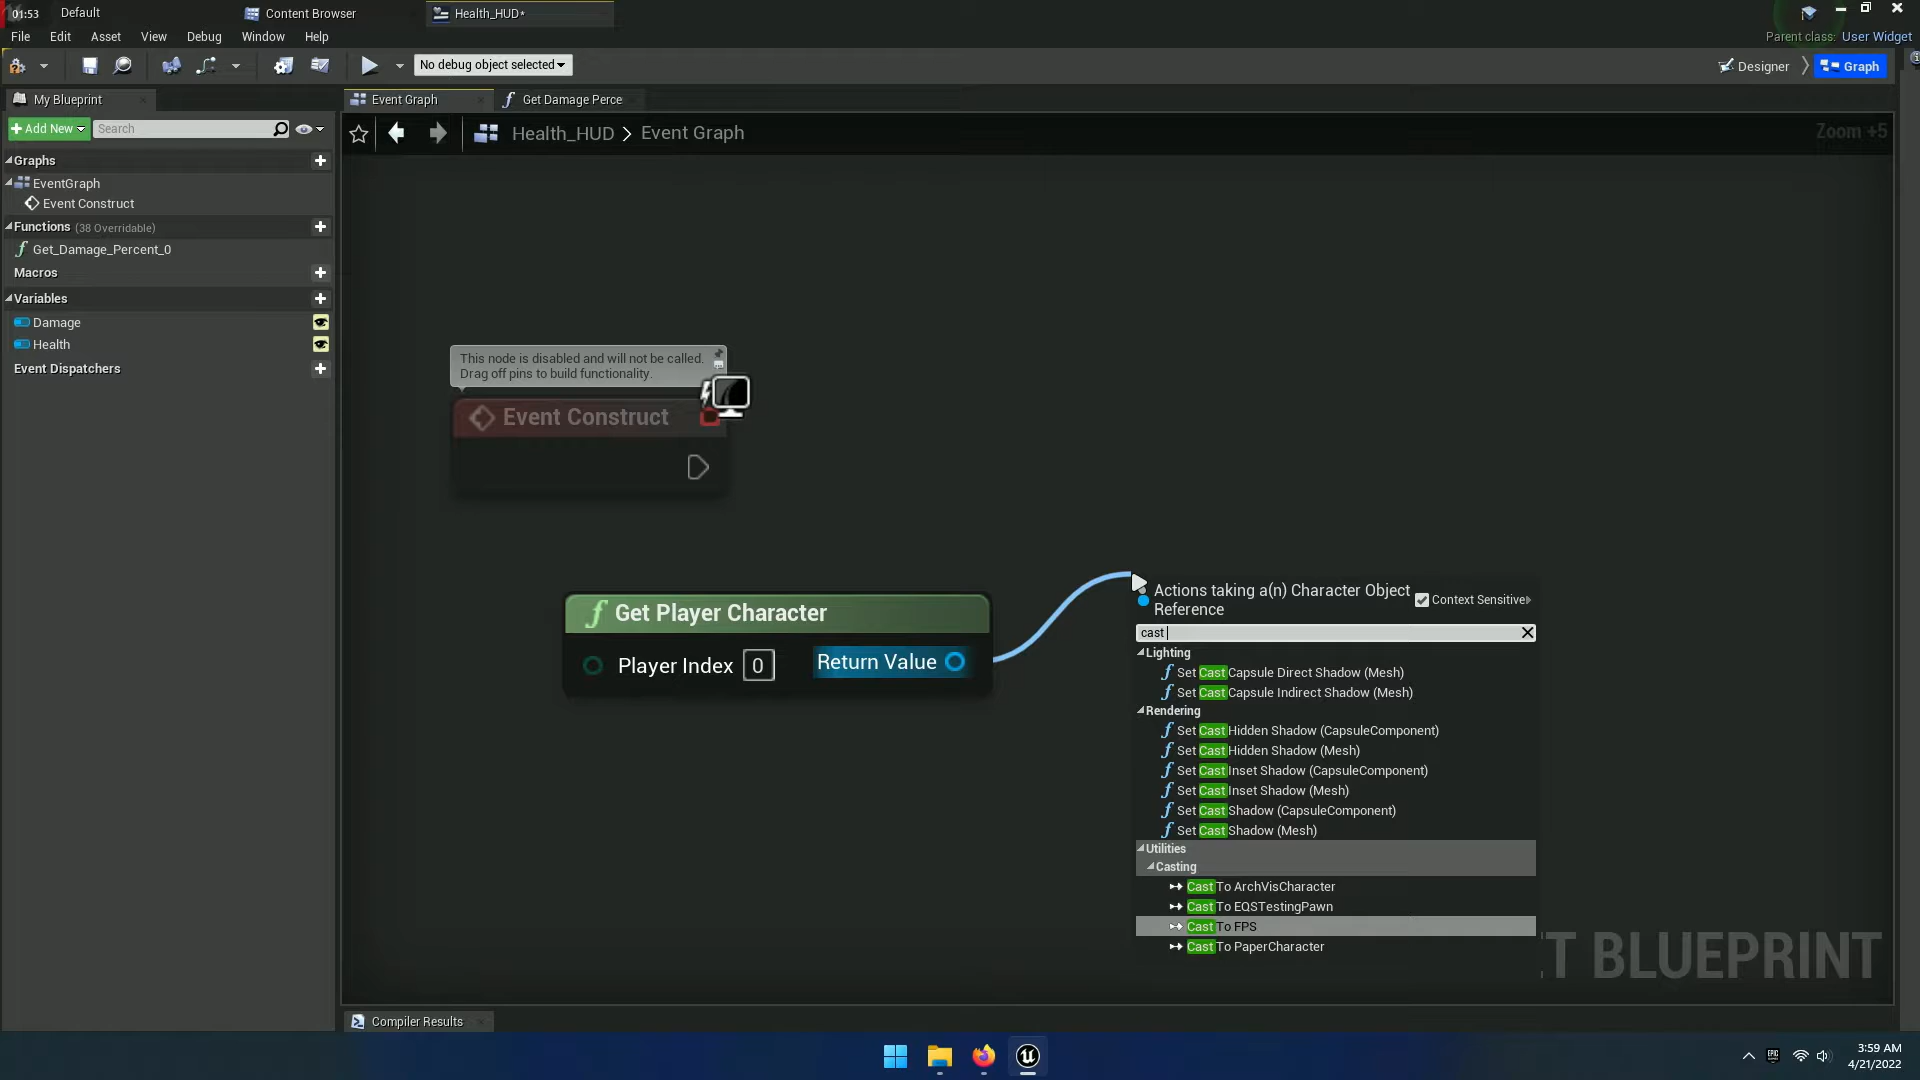 01:53
Default
Content Browser
Health_HUD*
File Edit Asset View Debug Window Help
Parent class: User Widget
No debug object selected
Designer
Graph
My Blueprint
Event Graph
Get Damage Perce
Add New
Search
Health_HUD > Event Graph
Zoom +5
Graphs
EventGraph
Event Construct
Functions (38 Overridable)
Get_Damage_Percent_0
Macros
Variables
Damage
Health
Event Dispatchers
This node is disabled and will not be called.
Drag off pins to build functionality.
Event Construct
Get Player Character
Player Index 0
Return Value
Actions taking a(n) Character Object
Reference
Context Sensitive
cast
Lighting
Set Cast Capsule Direct Shadow (Mesh)
Set Cast Capsule Indirect Shadow (Mesh)
Rendering
Set Cast Hidden Shadow (CapsuleComponent)
Set Cast Hidden Shadow (Mesh)
Set Cast Inset Shadow (CapsuleComponent)
Set Cast Inset Shadow (Mesh)
Set Cast Shadow (CapsuleComponent)
Set Cast Shadow (Mesh)
Utilities
Casting
Cast To ArchVisCharacter
Cast To EQSTestingPawn
Cast To FPS
Cast To PaperCharacter
T BLUEPRINT
Compiler Results
EPIC
3:59 AM
4/21/2022